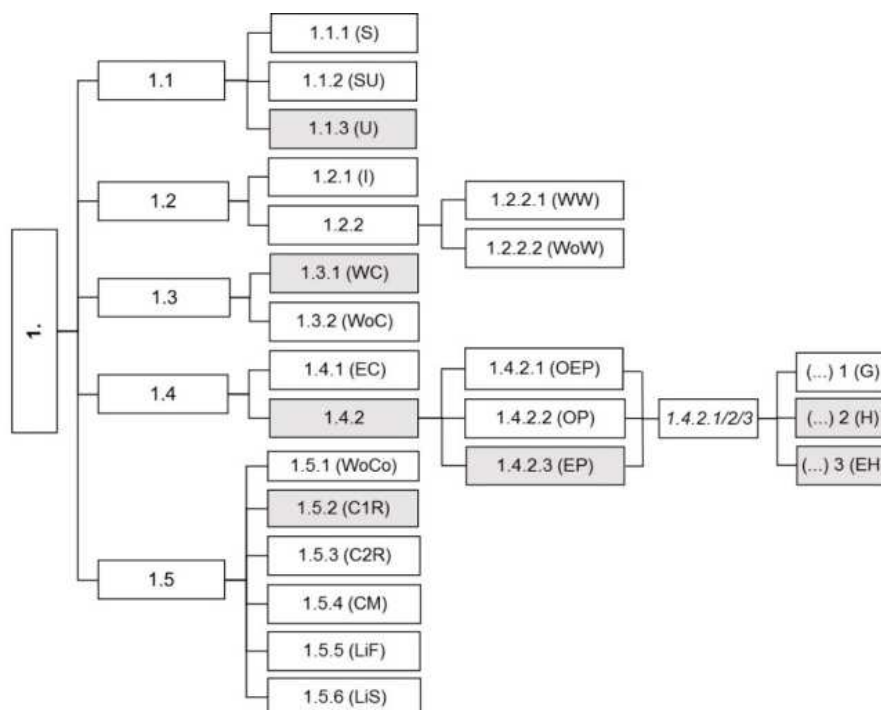 1.
1.1
1.1.1 (S)
1.1.2 (SU)
1.1.3 (U)
1.2
1.2.1 (I)
1.2.2
1.2.2.1 (WW)
1.2.2.2 (WoW)
1.3
1.3.1 (WC)
1.3.2 (WoC)
1.4
1.4.1 (EC)
1.4.2
1.4.2.1 (OEP)
1.4.2.2 (OP)
1.4.2.3 (EP)
1.4.2.1/2/3
(...) 1 (G)
(...) 2 (H)
(...) 3 (EH)
1.5
1.5.1 (WoCo)
1.5.2 (C1R)
1.5.3 (C2R)
1.5.4 (CM)
1.5.5 (LiF)
1.5.6 (LiS)